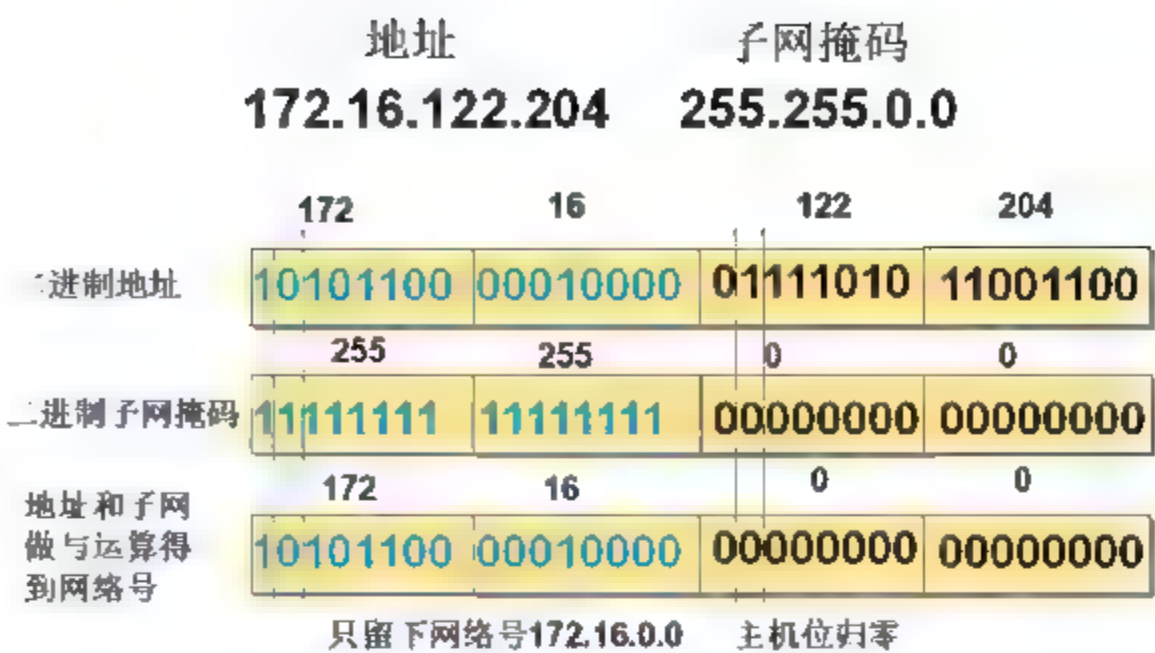 地址 子网掩码
172.16.122.204 255.255.0.0
172 16 122 204
二进制地址 10101100 00010000 01111010 11001100
255 255 0 0
二进制子网掩码 11111111 11111111 00000000 00000000
172 16 0 0
地址和子网
做与运算得
到网络号
10101100 00010000 00000000 00000000
只留下网络号172.16.0.0 主机位归零